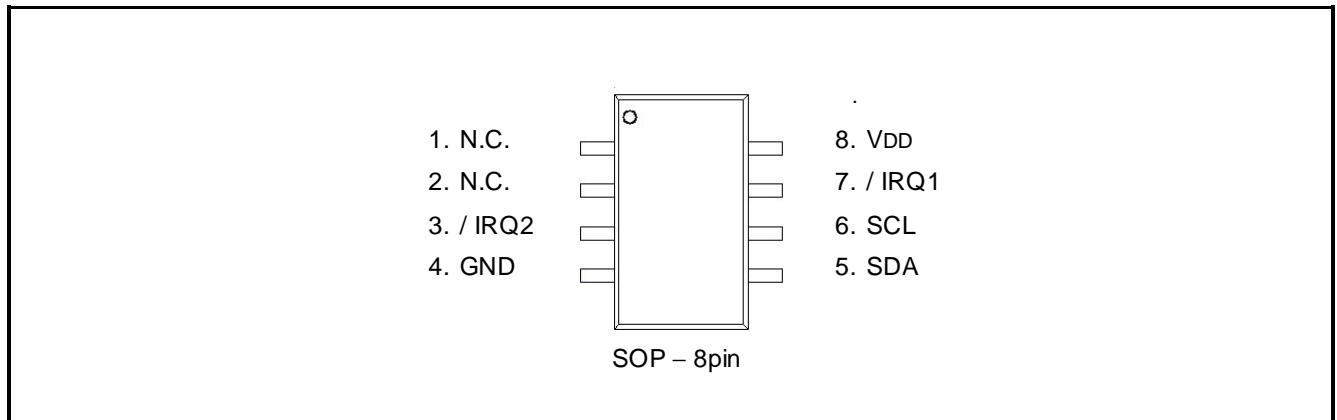 1. N.C.
2. N.C.
3. / IRQ2
4. GND
8. VDD
7. / IRQ1
6. SCL
5. SDA
SOP – 8pin